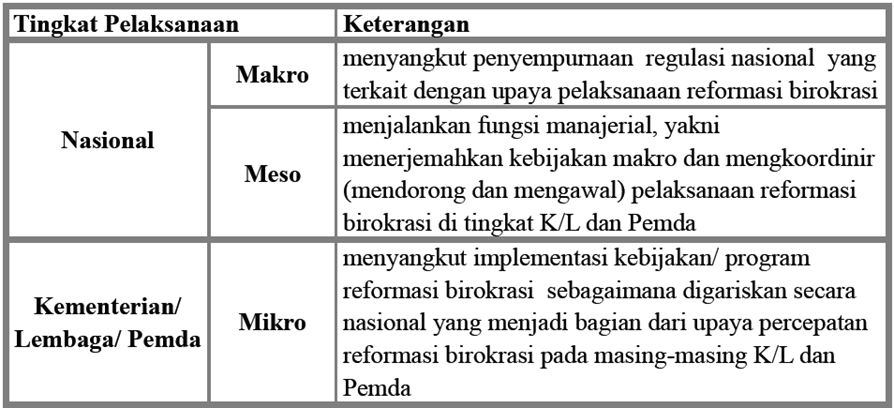 Tingkat Pelaksanaan Keterangan
Nasional
Makro
menyangkut penyempurnaan regulasi nasional yang
terkait dengan upaya pelaksanaan reformasi birokrasi
Meso
menjalankan fungsi manajerial, yakni
menerjemahkan kebijakan makro dan mengkoordinir
(mendorong dan mengawal) pelaksanaan reformasi
birokrasi di tingkat K/L dan Pemda
Kementerian/
Lembaga/ Pemda
Mikro
menyangkut implementasi kebijakan/ program
reformasi birokrasi sebagaimana digariskan secara
nasional yang menjadi bagian dari upaya percepatan
reformasi birokrasi pada masing-masing K/L dan
Pemda